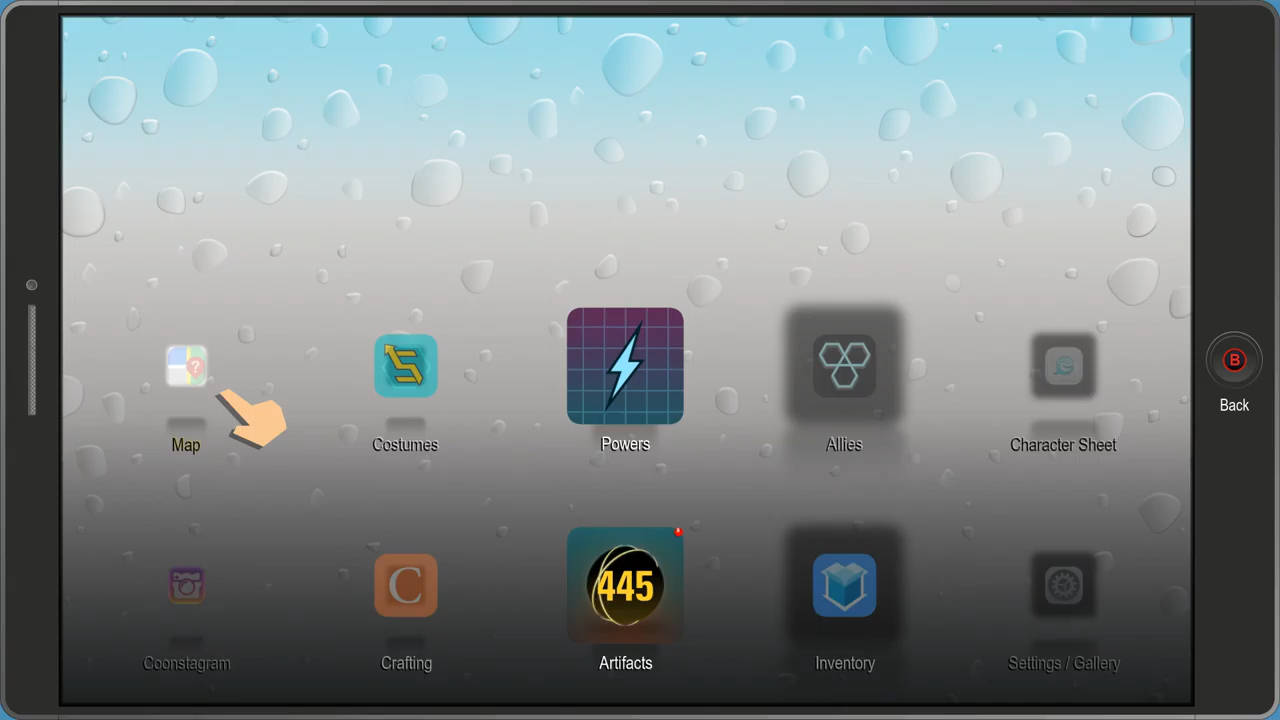 ?
Map
Costumes
Powers
Allies
Character Sheet
B
Back
C
445
Coonstagram
Crafting
Artifacts
Inventory
Settings / Gallery